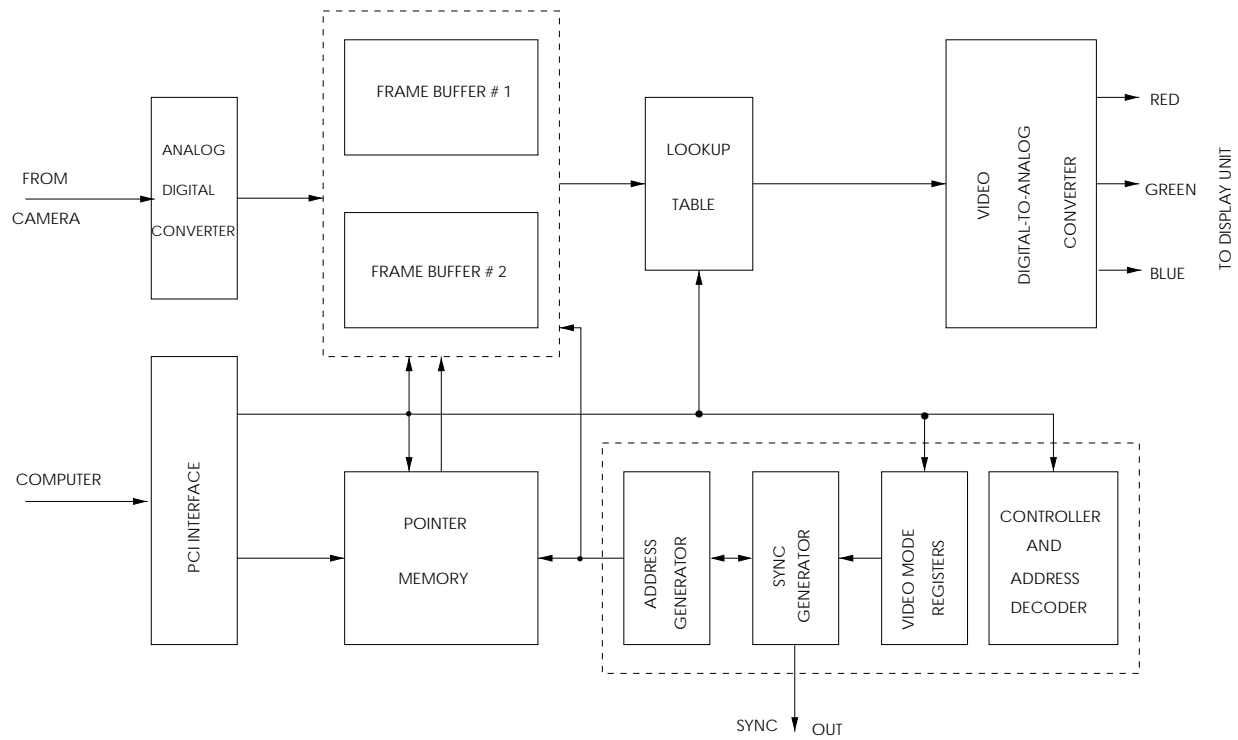 FRAME BUFFER # 1
ANALOG
DIGITAL
CONVERTER
FROM
CAMERA
FRAME BUFFER # 2
LOOKUP
TABLE
VIDEO
DIGITAL-TO-ANALOG
CONVERTER
RED
GREEN
BLUE
TO DISPLAY UNIT
COMPUTER
PCI INTERFACE
POINTER
MEMORY
ADDRESS
GENERATOR
SYNC
GENERATOR
VIDEO MODE
REGISTERS
CONTROLLER
AND
ADDRESS
DECODER
SYNC OUT